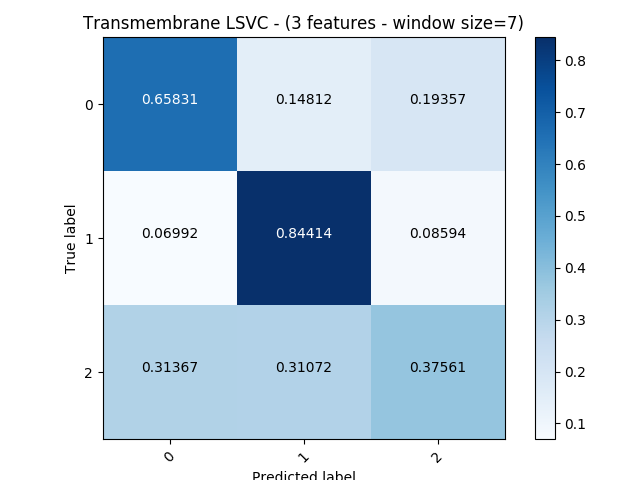 Transmembrane LSVC - (3 features - window size=7)
0 0.65831 0.14812 0.19357
1 0.06992 0.84414 0.08594
2 0.31367 0.31072 0.37561
0 1 2
True label
Predicted label
0.8
0.7
0.6
0.5
0.4
0.3
0.2
0.1